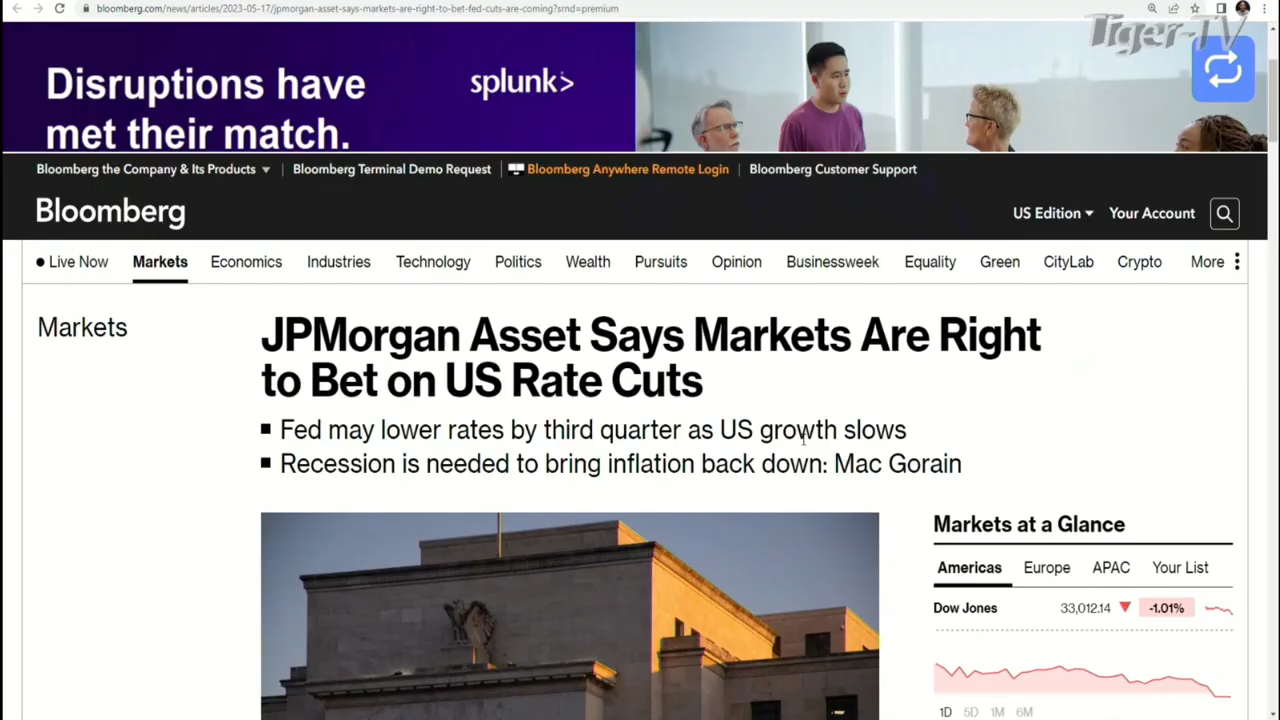 bloomberg.com/news/articles/2023-05-17/jpmorgan-asset-says-markets-are-right-to-bet-fed-cuts-are-coming?srnd=premium
Tiger-TV
Disruptions have
met their match.
splunk>
Bloomberg the Company & Its Products
Bloomberg Terminal Demo Request
Bloomberg Anywhere Remote Login
Bloomberg Customer Support
Bloomberg
US Edition
Your Account
Live Now
Markets
Economics
Industries
Technology
Politics
Wealth
Pursuits
Opinion
Businessweek
Equality
Green
CityLab
Crypto
More
Markets
JPMorgan Asset Says Markets Are Right
to Bet on US Rate Cuts
Fed may lower rates by third quarter as US growth slows
Recession is needed to bring inflation back down: Mac Gorain
Markets at a Glance
Americas
Europe
APAC
Your List
Dow Jones
33,012.14
-1.01%
1D
5D
1M
6M